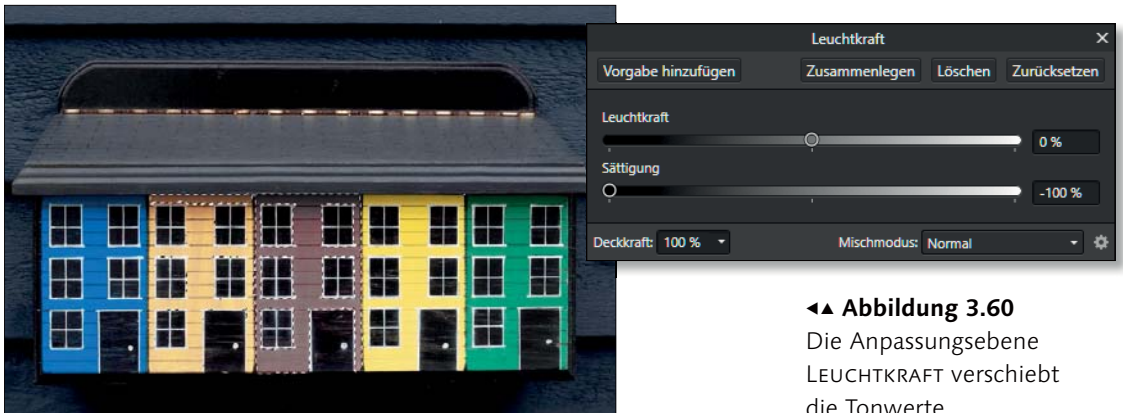 Leuchtkraft
Vorgabe hinzufügen Zusammenlegen Löschen Zurücksetzen
Leuchtkraft
0 %
Sättigung
-100 %
Deckkraft: 100 % Mischmodus: Normal
◂▴ Abbildung 3.60
Die Anpassungsebene
LEUCHTKRAFT verschiebt
die Tonwerte